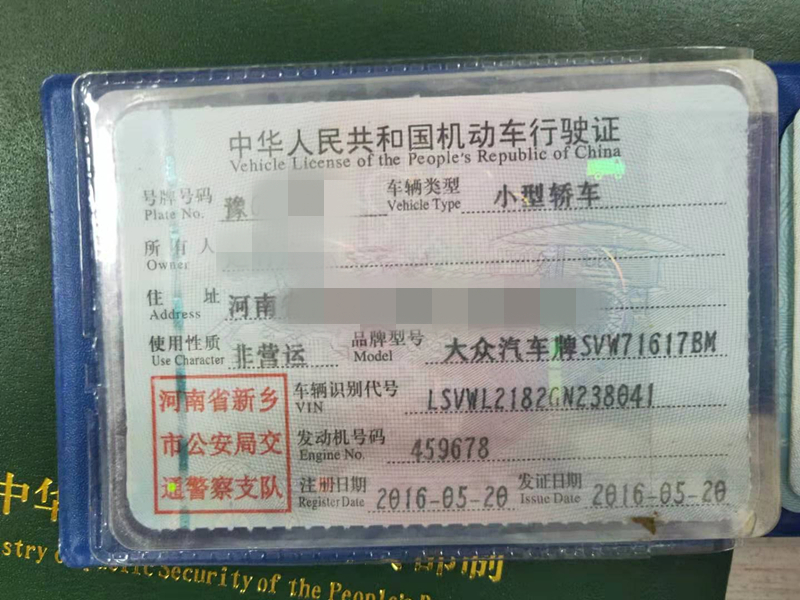 中华人民共和国机动车行驶证
Vehicle License of the People's Republic of China
号牌号码 豫 车辆类型 小型轿车
Plate No. Vehicle Type
所有人
Owner
住址 河南
Address
使用性质 非营运 品牌型号 大众汽车牌SVW71617BM
Use Character Model
河南省新乡 车辆识别代号 LSVWL2182GN238041
VIN
市公安局交 发动机号码 459678
Engine No.
通警察支队 注册日期 2016-05-20 发证日期 2016-05-20
Register Date Issue Date
中华
stry of Public Security of the People's
制